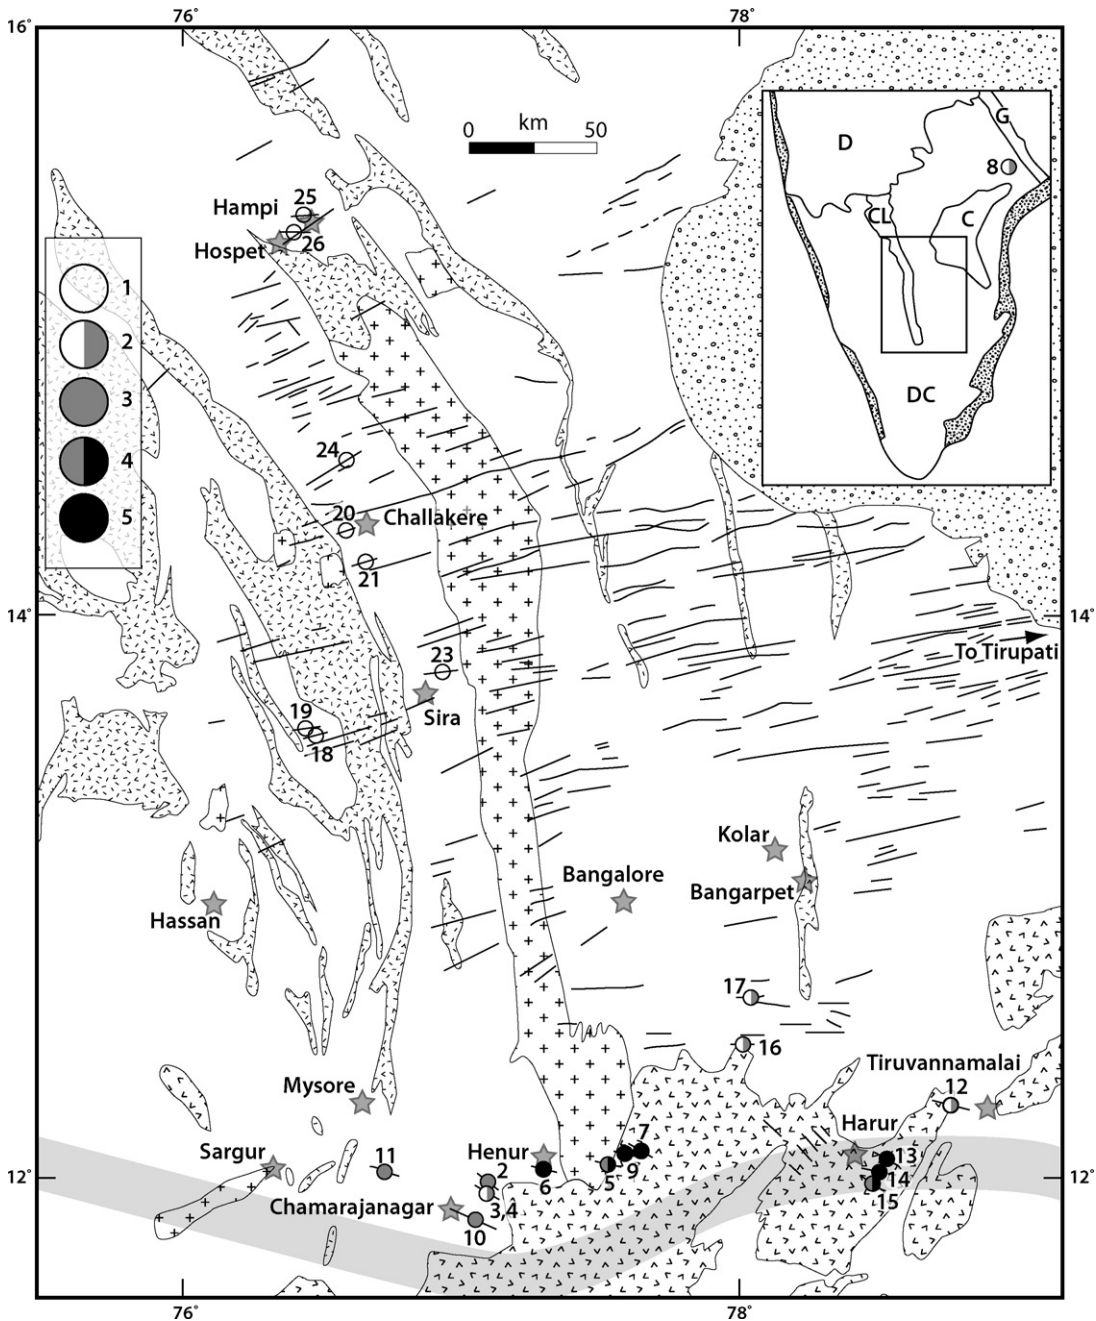 76°
78°
16°
km
0
50
G
D
8
CL
C
DC
Hampi
25
Hospet
26
1
2
3
4
5
24
20
Challakere
21
14°
14°
To Tirupati
23
Sira
19
18
Kolar
Bangarpet
Bangalore
Hassan
17
16
Tiruvannamalai
12
Mysore
Harur
Sargur
11
Henur
7
13
2
6
5
9
14
12°
12°
3,4
15
Chamarajanagar
10
76°
78°